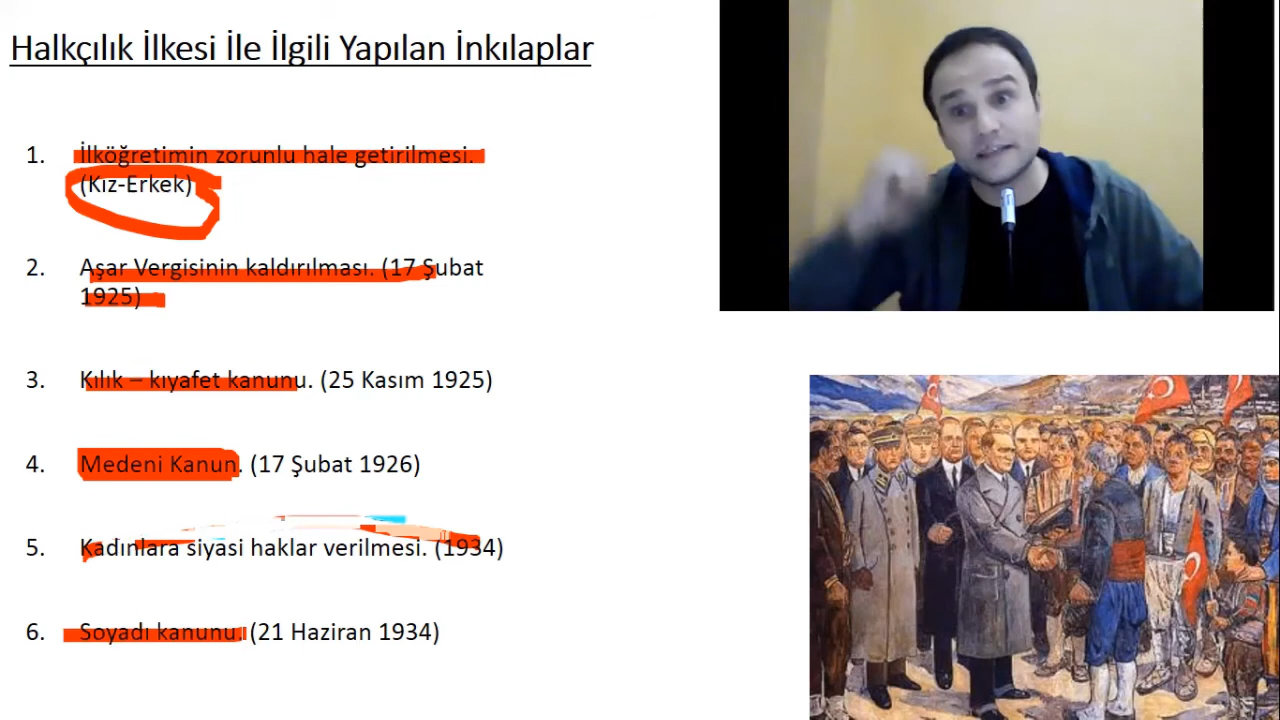 Halkçılık İlkesi İle İlgili Yapılan İnkılaplar
1. İlköğretimin zorunlu hale getirilmesi.
(Kız-Erkek)
2. Aşar Vergisinin kaldırılması. (17 Şubat
1925)
3. Kılık – kıyafet kanunu. (25 Kasım 1925)
4. Medeni Kanun. (17 Şubat 1926)
5. Kadınlara siyasi haklar verilmesi. (1934)
6. Soyadı kanunu. (21 Haziran 1934)